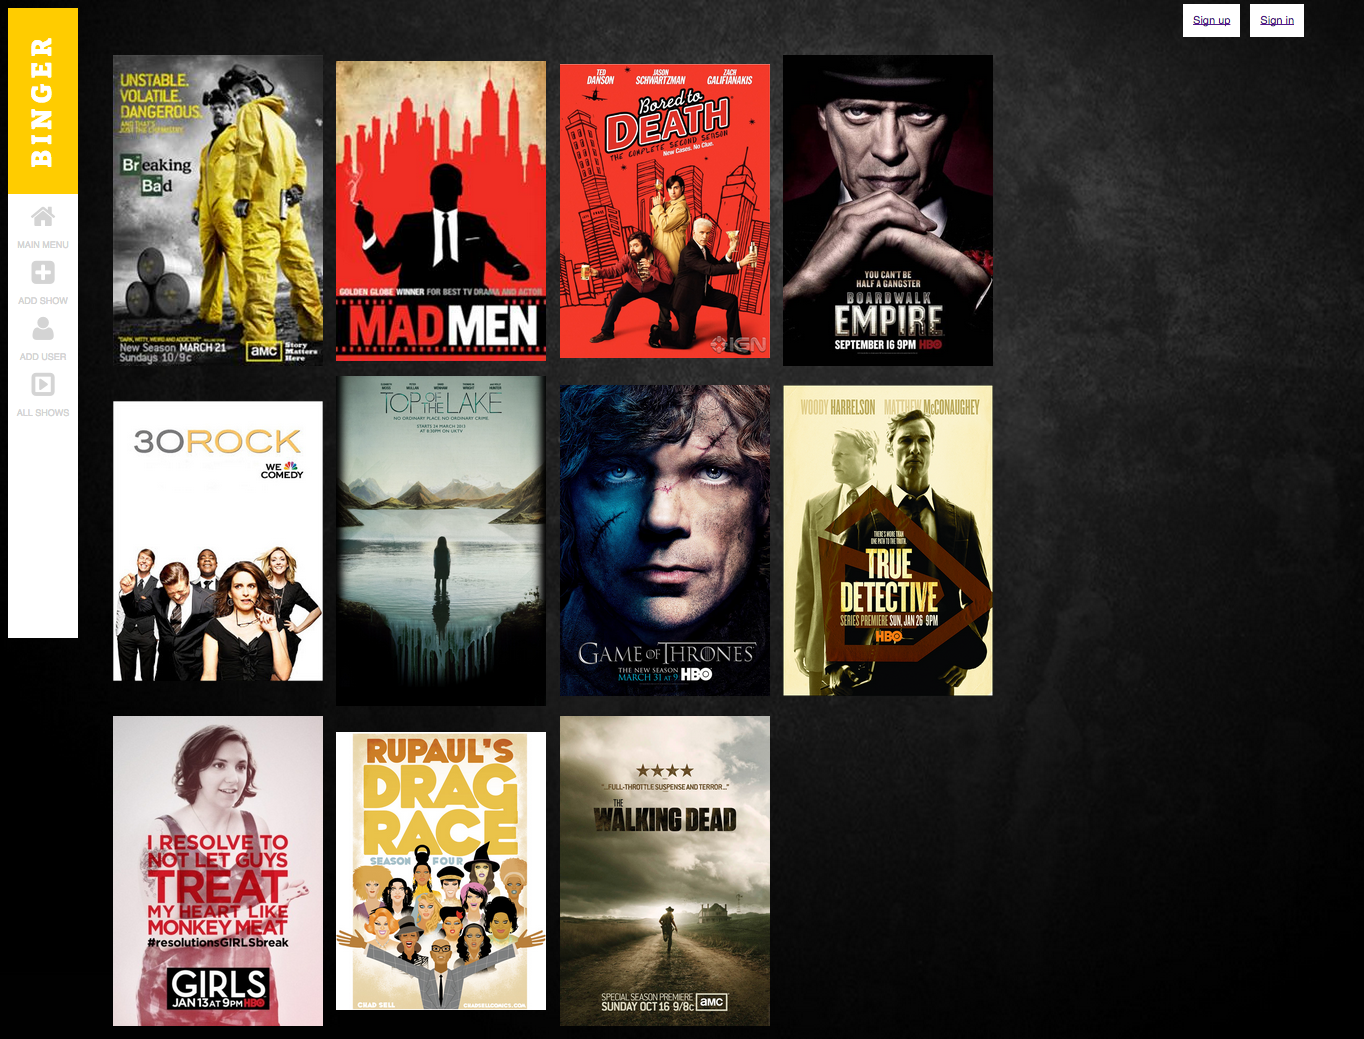 Sign up
Sign in
BINGER
MAIN MENU
ADD SHOW
ADD USER
ALL SHOWS
UNSTABLE.
VOLATILE.
DANGEROUS.
AND THAT'S
JUST THE CHEMISTRY.
Breaking
Bad
"DARK, WITTY, WEIRD AND ADDICTIVE"
New Season MARCH 21
Sundays 10/9c
amc Story
Matters
Here
GOLDEN GLOBE WINNER FOR BEST TV DRAMA AND ACTOR
MAD MEN
TED
DANSON
JASON
SCHWARTZMAN
ZACH
GALIFIANAKIS
Bored to
DEATH
THE COMPLETE SECOND SEASON
New Cases. No Clue.
IGN
YOU CAN'T BE
HALF A GANGSTER
BOARDWALK
EMPIRE
SEPTEMBER 16 9PM HBO
30 ROCK
WE
COMEDY
TOP OF
THE LAKE
NO ORDINARY PLACE. NO ORDINARY CRIME.
STARTS 24 MARCH 2013
AT 8:30PM ON UKTV
GAME OF THRONES
THE NEW SEASON
MARCH 31 AT 9 HBO
WOODY HARRELSON MATTHEW McCONAUGHEY
THERE'S MORE THAN
ONE PATH TO THE TRUTH.
TRUE
DETECTIVE
SERIES PREMIERE SUN, JAN 26 9PM
HBO
I RESOLVE TO
NOT LET GUYS
TREAT
MY HEART LIKE
MONKEY MEAT
#resolutionsGIRLSbreak
GIRLS
JAN 13 AT 9PM HBO
RUPAUL'S
DRAG
RACE
SEASON FOUR
CHAD SELL
CHADSELLCOMICS.COM
"...FULL-THROTTLE SUSPENSE AND TERROR..."
THE
WALKING DEAD
SPECIAL SEASON PREMIERE
SUNDAY OCT 16 9/8c amc